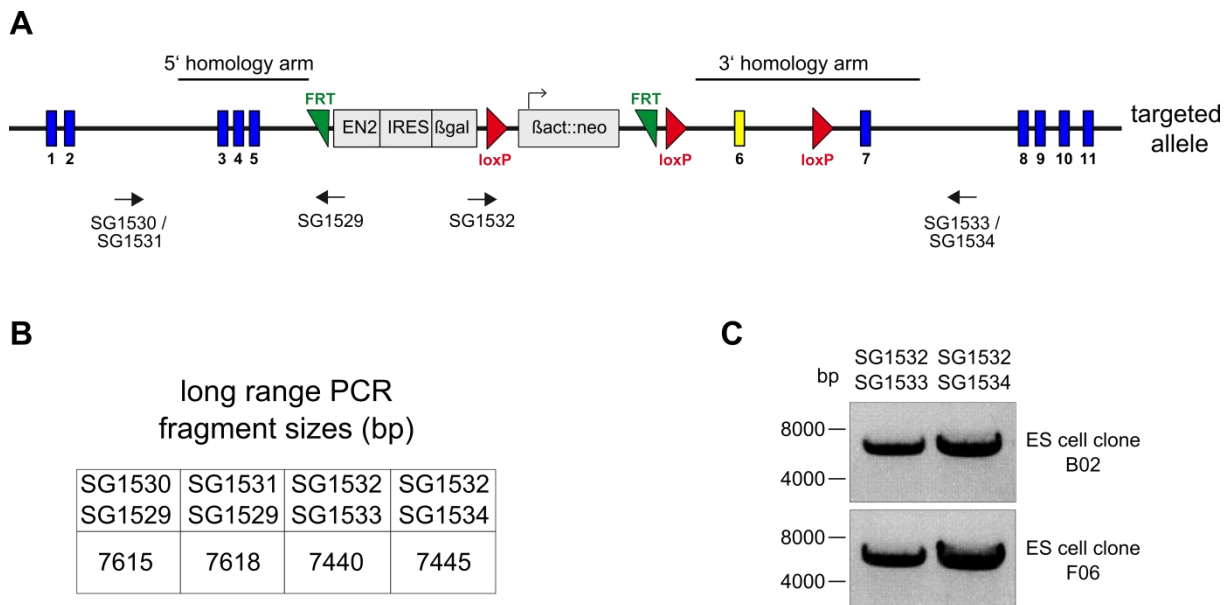 A
5‘ homology arm
3‘ homology arm
FRT
FRT
EN2 IRES ßgal
ßact::neo
targeted
allele
loxP
loxP
loxP
1 2 3 4 5 6 7 8 9 10 11
SG1530 /
SG1531
SG1529
SG1532
SG1533 /
SG1534
B
long range PCR
fragment sizes (bp)
SG1530 SG1531 SG1532 SG1532
SG1529 SG1529 SG1533 SG1534
7615 7618 7440 7445
C
SG1532 SG1532
SG1533 SG1534
bp
8000
4000
ES cell clone
B02
8000
4000
ES cell clone
F06